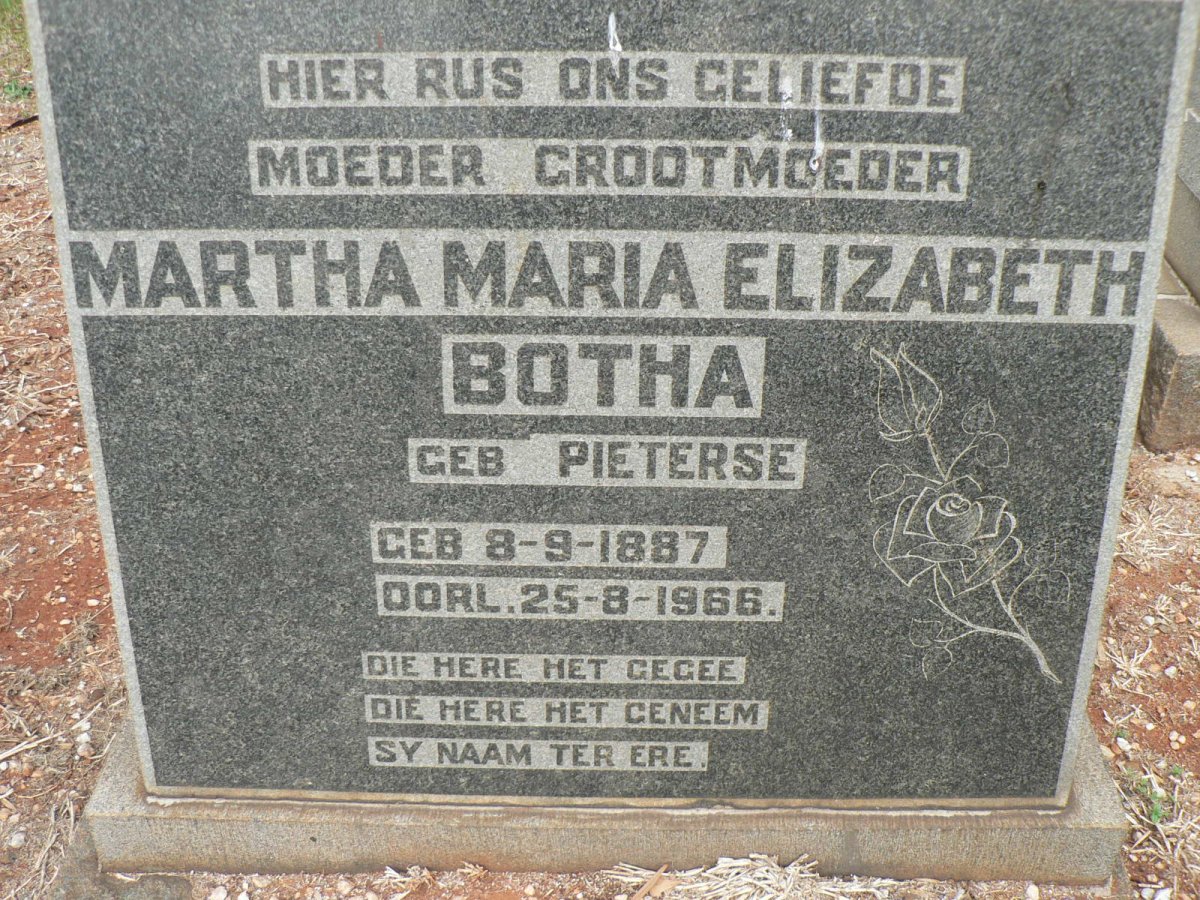 HIER RUS ONS GELIEFDE
MOEDER GROOTMOEDER
MARTHA MARIA ELIZABETH
BOTHA
GEB PIETERSE
GEB 8-9-1887
OORL. 25-8-1966.
DIE HERE HET GEGEE
DIE HERE HET GENEEM
SY NAAM TER ERE.